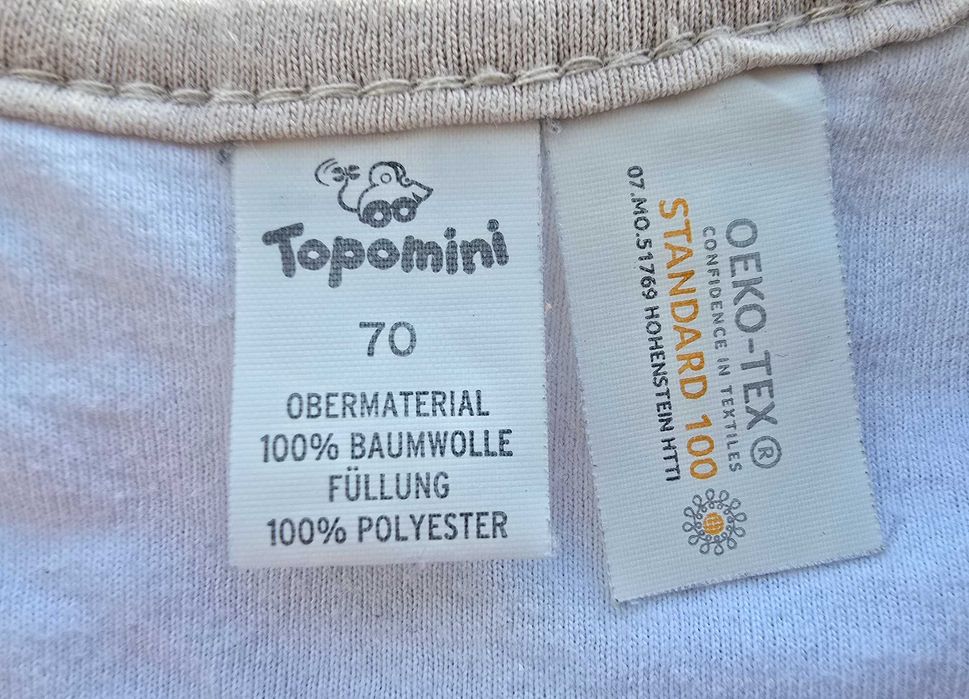 Topomini
70
OBERMATERIAL
100% BAUMWOLLE
FÜLLUNG
100% POLYESTER
OEKO-TEX®
CONFIDENCE IN TEXTILES
STANDARD 100
07.MO.51769 HOHENSTEIN HTTI